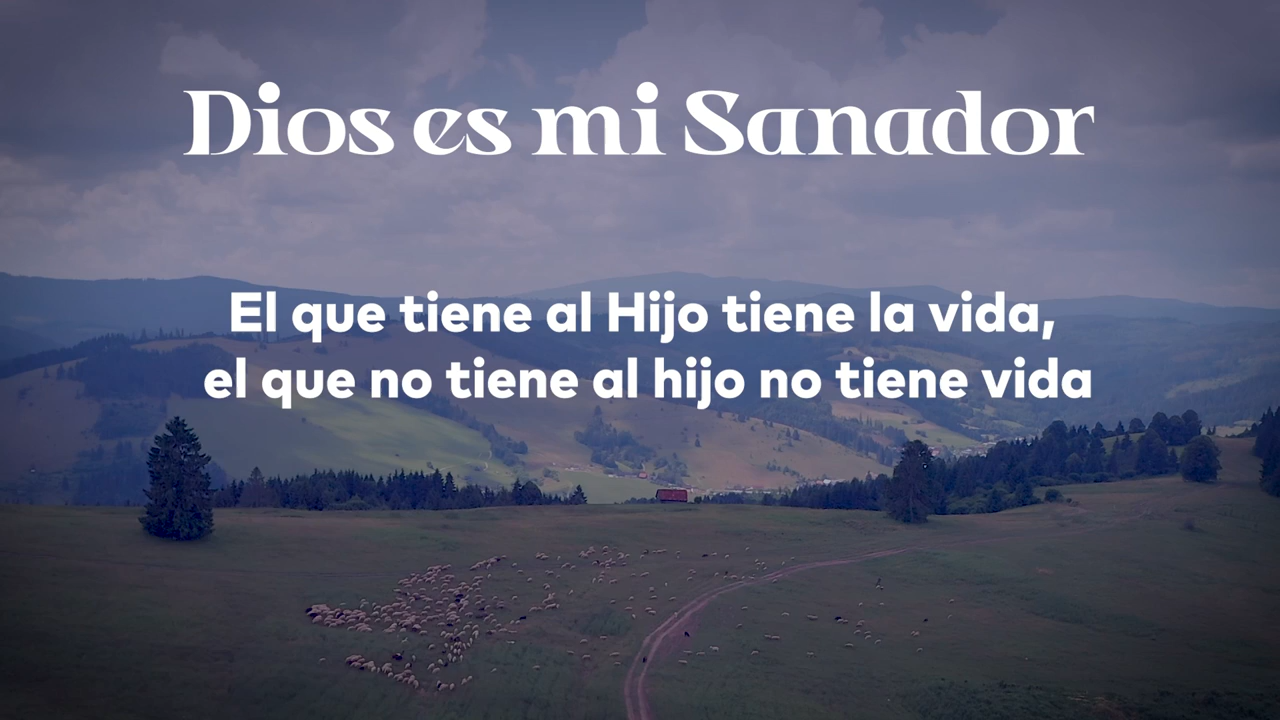 Dios es mi Sanador
El que tiene al Hijo tiene la vida,
el que no tiene al hijo no tiene vida